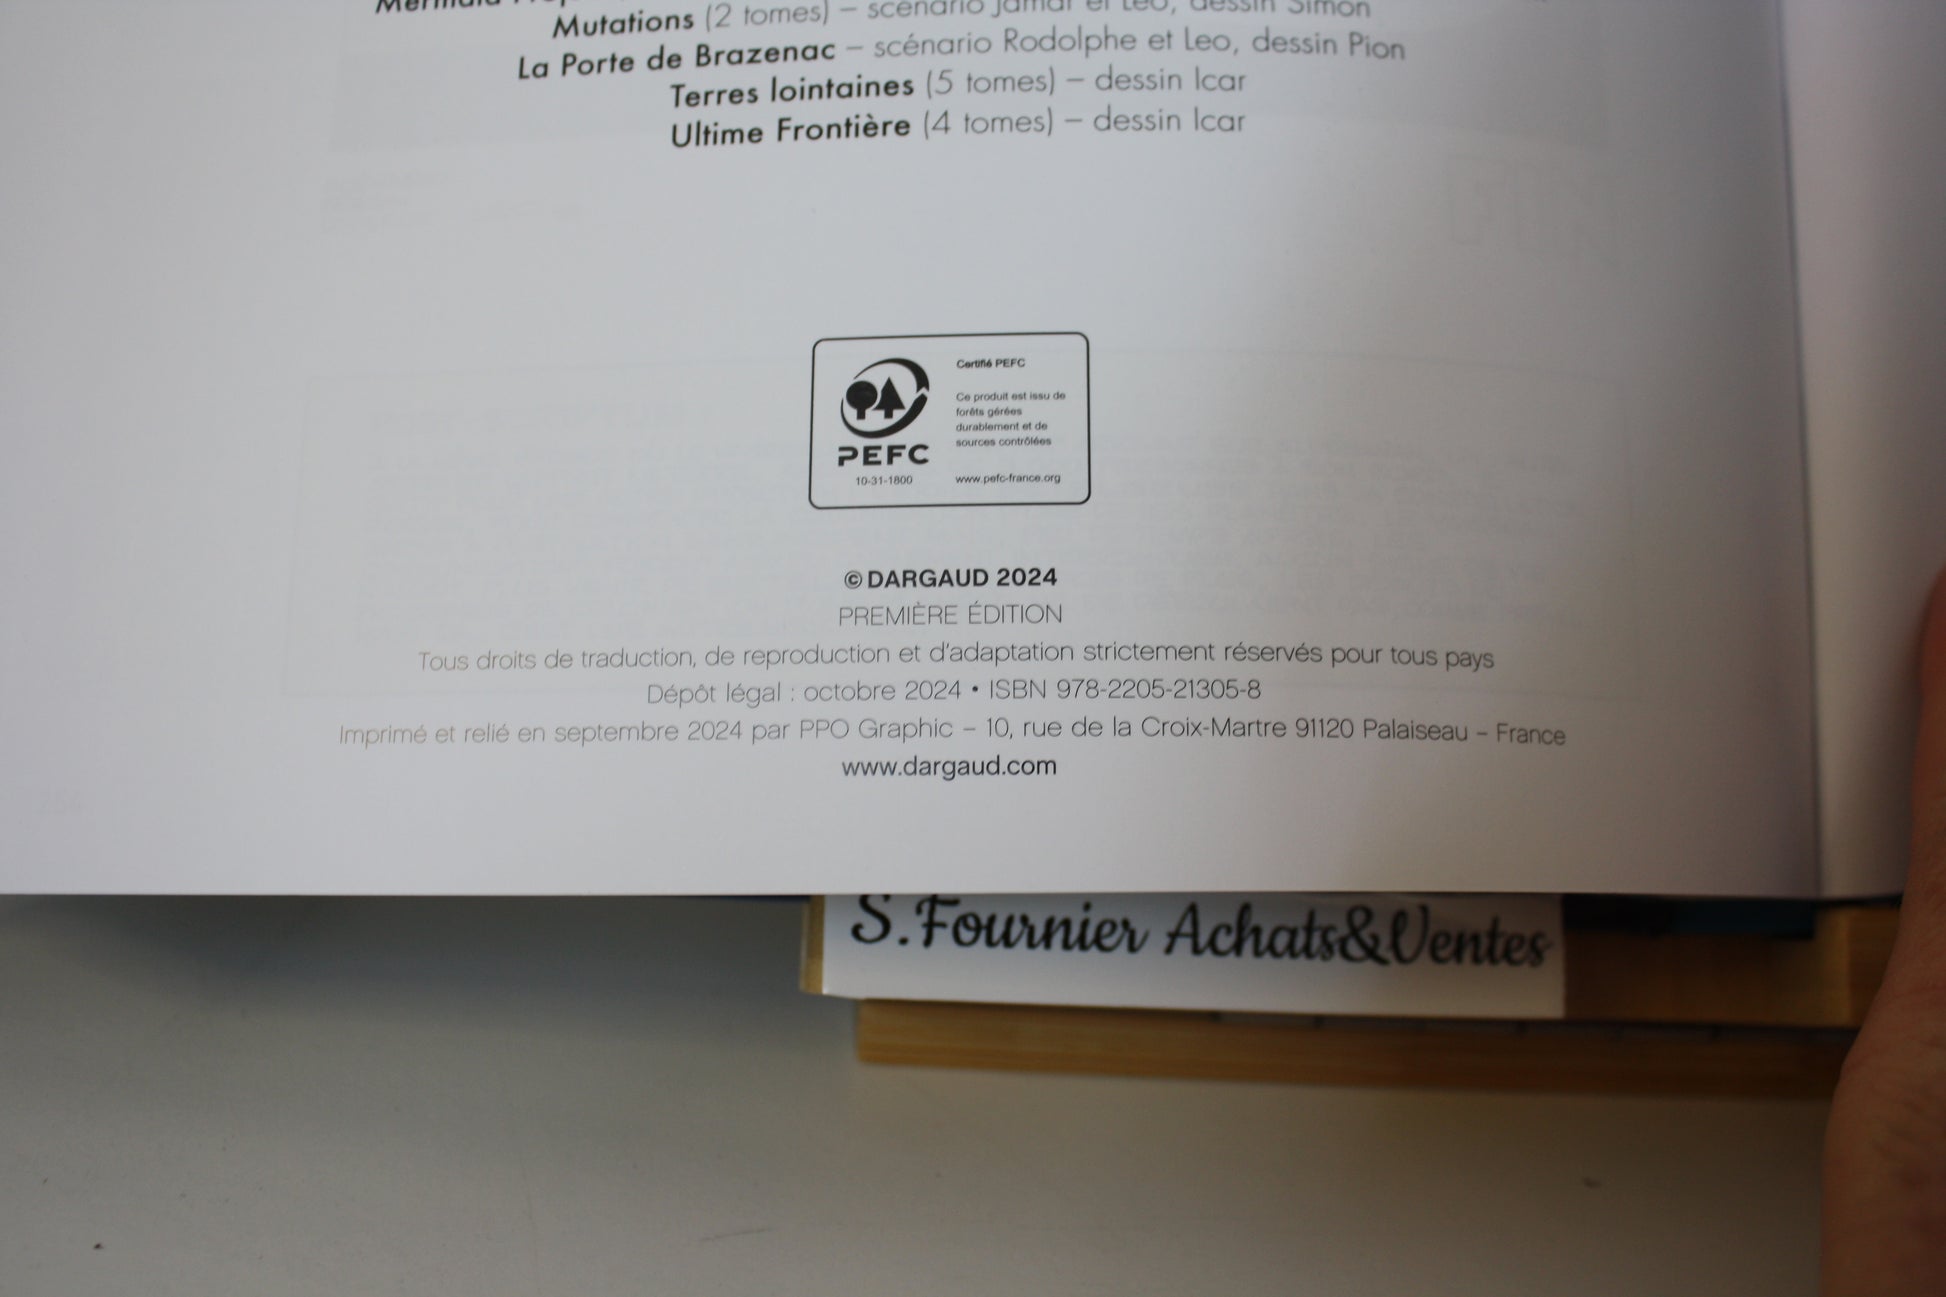 Mutations (2 tomes) – scénario Jamar et Leo, dessin Simon
La Porte de Brazenac – scénario Rodolphe et Leo, dessin Pion
Terres lointaines (5 tomes) – dessin Icar
Ultime Frontière (4 tomes) – dessin Icar
PEFC
10-31-1800
Certifié PEFC
Ce produit est issu de
forêts gérées
durablement et de
sources contrôlées
www.pefc-france.org
© DARGAUD 2024
PREMIÈRE ÉDITION
Tous droits de traduction, de reproduction et d'adaptation strictement réservés pour tous pays
Dépôt légal : octobre 2024 • ISBN 978-2205-21305-8
Imprimé et relié en septembre 2024 par PPO Graphic – 10, rue de la Croix-Martre 91120 Palaiseau – France
www.dargaud.com
S.Fournier Achats&Ventes